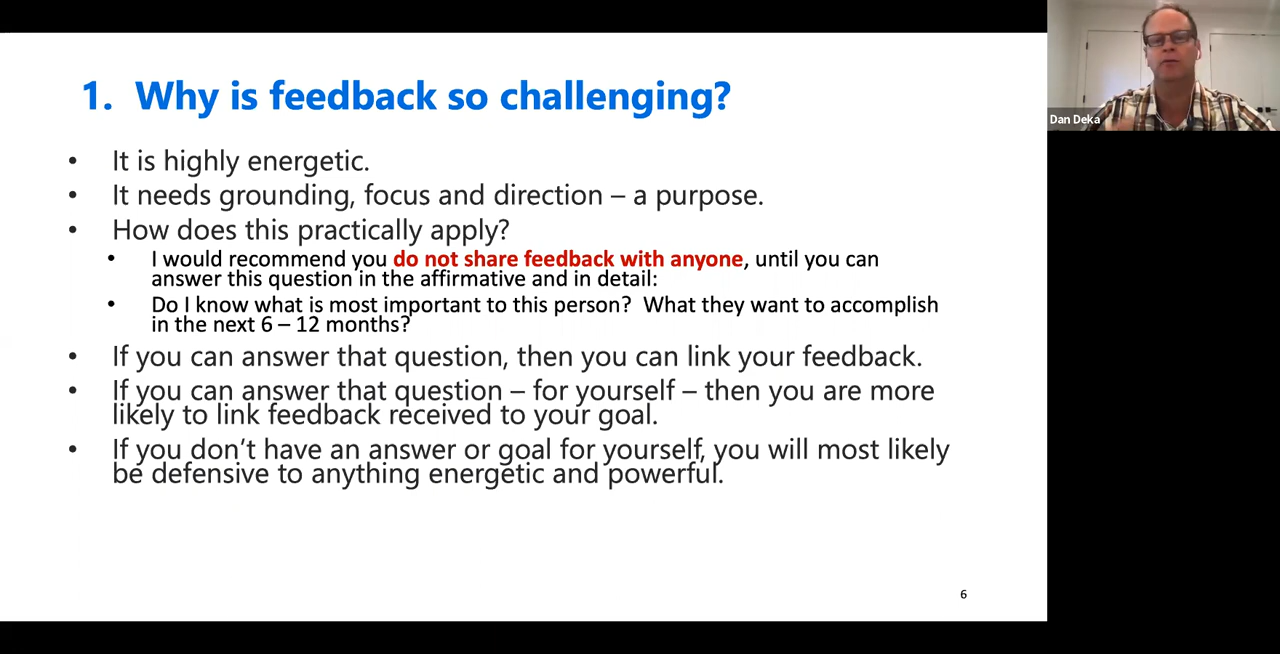 1. Why is feedback so challenging?
• It is highly energetic.
• It needs grounding, focus and direction – a purpose.
• How does this practically apply?
• I would recommend you do not share feedback with anyone, until you can
answer this question in the affirmative and in detail:
• Do I know what is most important to this person? What they want to accomplish
in the next 6 – 12 months?
• If you can answer that question, then you can link your feedback.
• If you can answer that question – for yourself – then you are more
likely to link feedback received to your goal.
• If you don’t have an answer or goal for yourself, you will most likely
be defensive to anything energetic and powerful.
6
Dan Deka